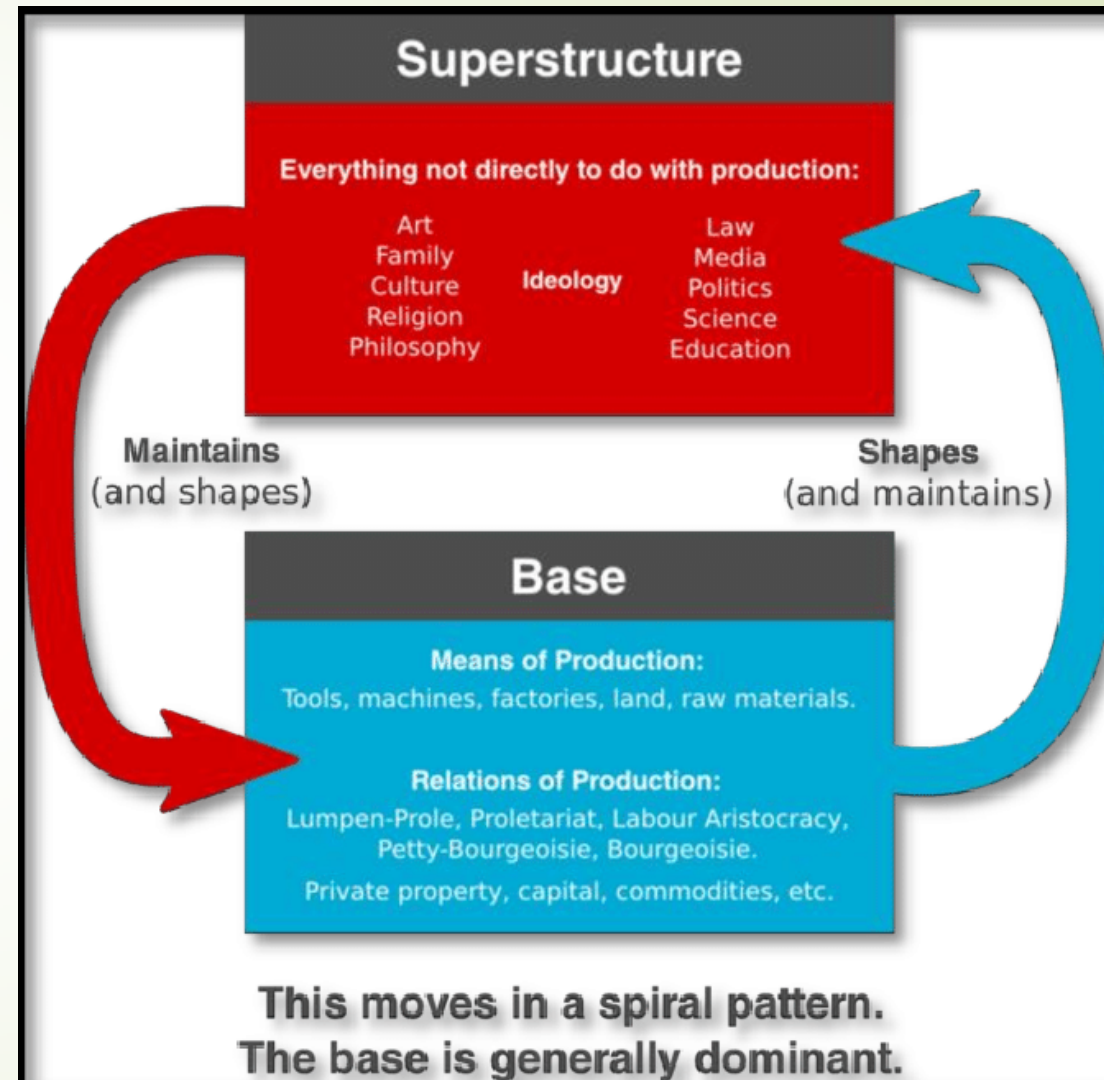 Superstructure
Everything not directly to do with production:
Art
Family
Culture
Religion
Philosophy
Ideology
Law
Media
Politics
Science
Education
Maintains
(and shapes)
Shapes
(and maintains)
Base
Means of Production:
Tools, machines, factories, land, raw materials.
Relations of Production:
Lumpen-Prole, Proletariat, Labour Aristocracy,
Petty-Bourgeoisie, Bourgeoisie.
Private property, capital, commodities, etc.
This moves in a spiral pattern.
The base is generally dominant.